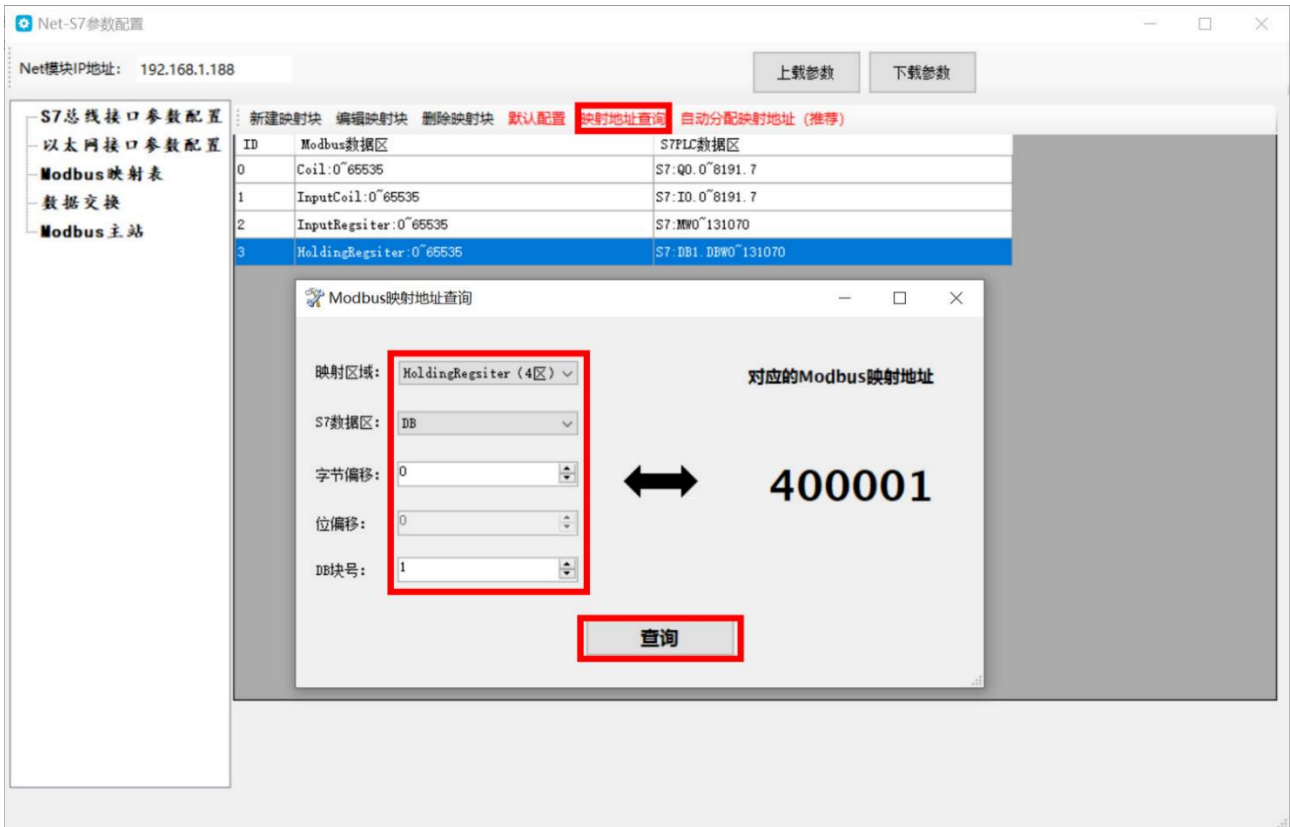 Net-S7参数配置
Net模块IP地址： 192.168.1.188 上载参数 下载参数
S7总线接口参数配置
以太网接口参数配置
Modbus映射表
数据交换
Modbus主站
新建映射块 编辑映射块 删除映射块 默认配置 映射地址查询 自动分配映射地址（推荐）
ID Modbus数据区 S7PLC数据区
0 Coil:0~65535 S7:Q0.0~8191.7
1 InputCoil:0~65535 S7:I0.0~8191.7
2 InputRegsiter:0~65535 S7:MW0~131070
3 HoldingRegsiter:0~65535 S7:DB1.DBW0~131070
Modbus映射地址查询
映射区域： HoldingRegsiter（4区）
S7数据区： DB
字节偏移： 0
位偏移： 0
DB块号： 1
对应的Modbus映射地址
400001
查询